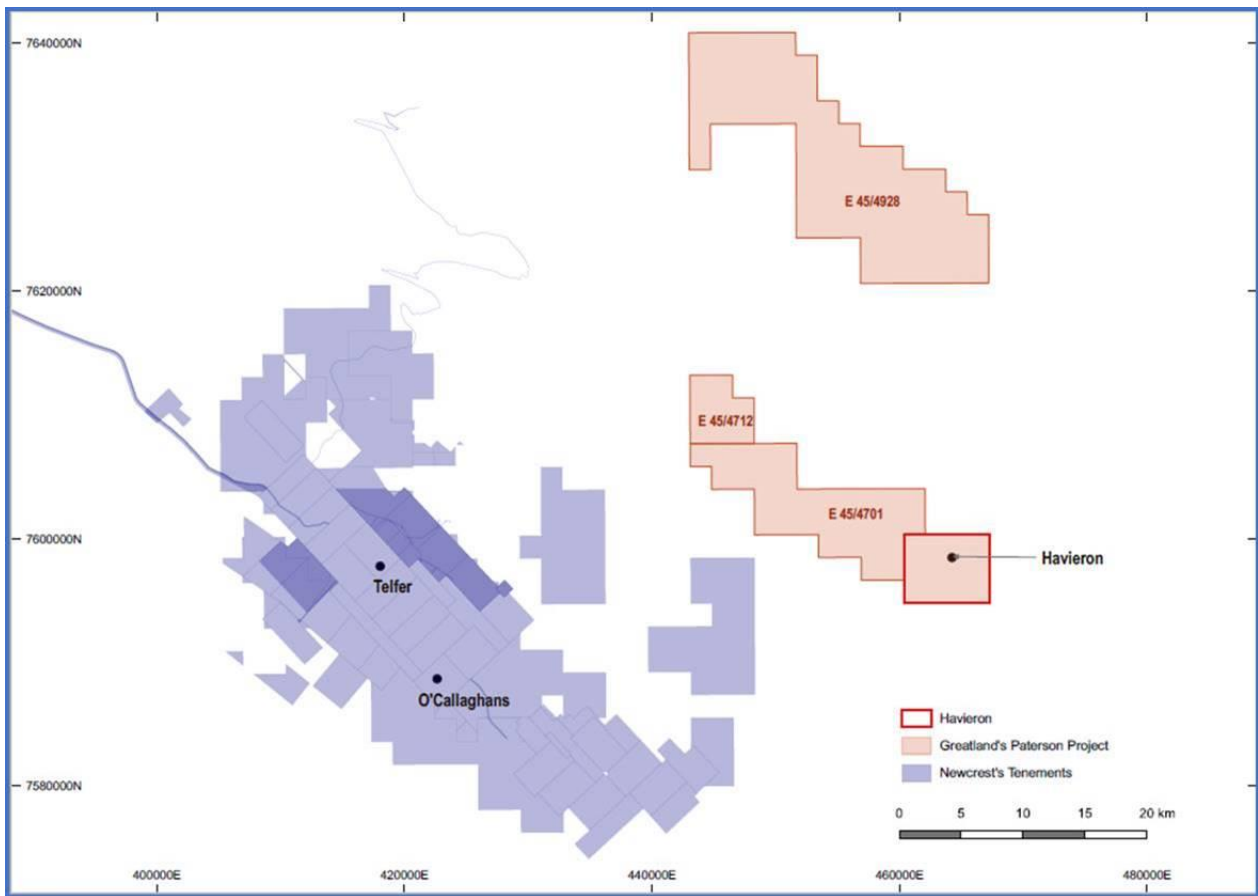 7640000N
E 45/4928
7620000N
E 45/4712
E 45/4701
7600000N
Havieron
Telfer
O'Callaghans
Havieron
Greatland's Paterson Project
Newcrest's Tenements
7580000N
0 5 10 15 20 km
400000E 420000E 440000E 460000E 480000E